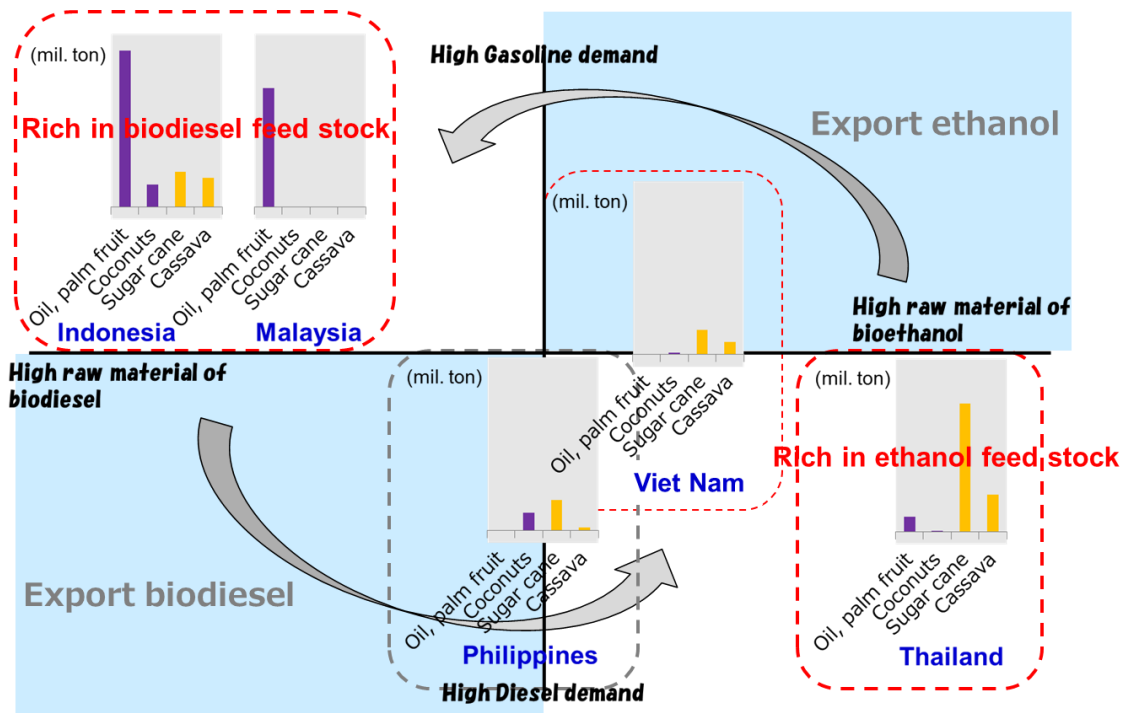 (mil. ton)
Rich in biodiesel feed stock
Oil, palm fruit
Coconuts
Sugar cane
Cassava
Oil, palm fruit
Coconuts
Sugar cane
Cassava
Indonesia
Malaysia
High Gasoline demand
Export ethanol
(mil. ton)
Oil, palm fruit
Coconuts
Sugar cane
Cassava
Viet Nam
High raw material of
bioethanol
High raw material of
biodiesel
(mil. ton)
Oil, palm fruit
Coconuts
Sugar cane
Cassava
Philippines
(mil. ton)
Rich in ethanol feed stock
Oil, palm fruit
Coconuts
Sugar cane
Cassava
Thailand
Export biodiesel
High Diesel demand